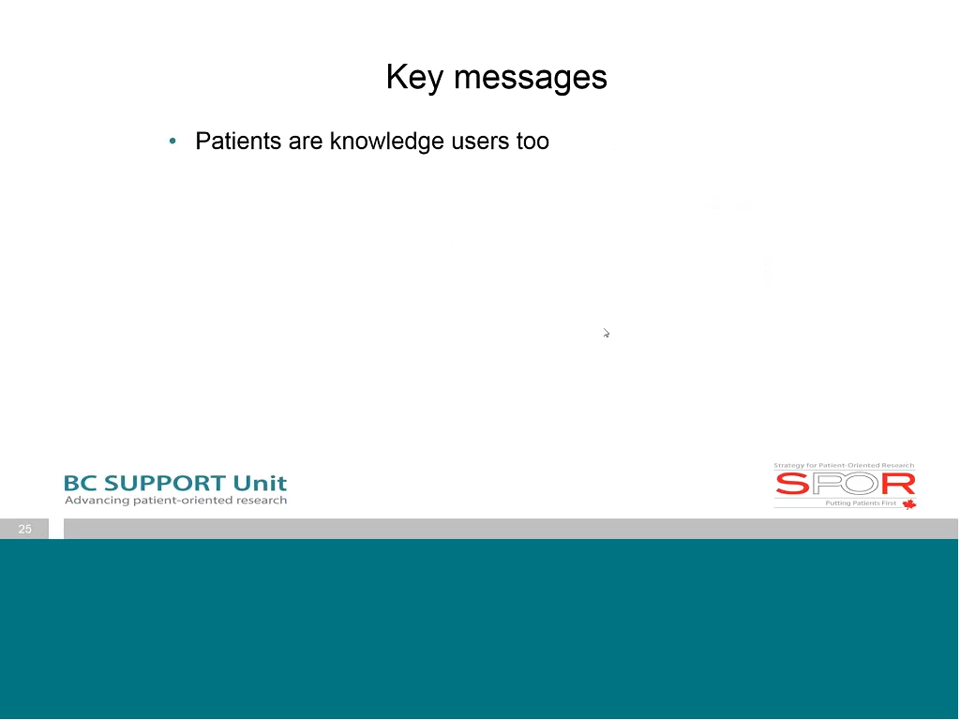 Key messages
• Patients are knowledge users too
BC SUPPORT Unit
Advancing patient-oriented research
Strategy for Patient-Oriented Research
SPOR
Putting Patients First
25